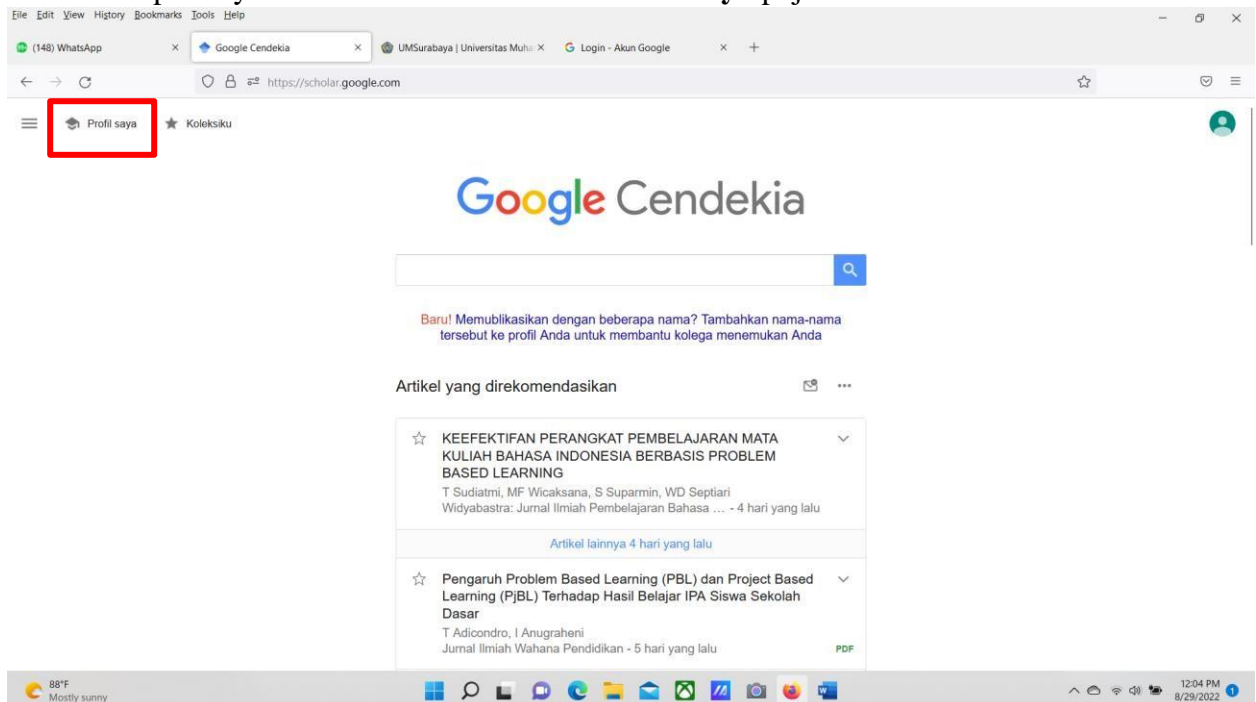 File Edit View History Bookmarks Tools Help
(148) WhatsApp
Google Cendekia
UMSurabaya | Universitas Muha
Login - Akun Google
https://scholar.google.com
Profil saya
Koleksiku
Google Cendekia
Baru! Memublikasikan dengan beberapa nama? Tambahkan nama-nama
tersebut ke profil Anda untuk membantu kolega menemukan Anda
Artikel yang direkomendasikan
KEEFEKTIFAN PERANGKAT PEMBELAJARAN MATA
KULIAH BAHASA INDONESIA BERBASIS PROBLEM
BASED LEARNING
T Sudiatmi, MF Wicaksana, S Suparmin, WD Septiari
Widyabastra: Jurnal Ilmiah Pembelajaran Bahasa … - 4 hari yang lalu
Artikel lainnya 4 hari yang lalu
Pengaruh Problem Based Learning (PBL) dan Project Based
Learning (PjBL) Terhadap Hasil Belajar IPA Siswa Sekolah
Dasar
T Adicondro, I Anugraheni
Jurnal Ilmiah Wahana Pendidikan - 5 hari yang lalu
PDF
88°F
Mostly sunny
12:04 PM
8/29/2022
1